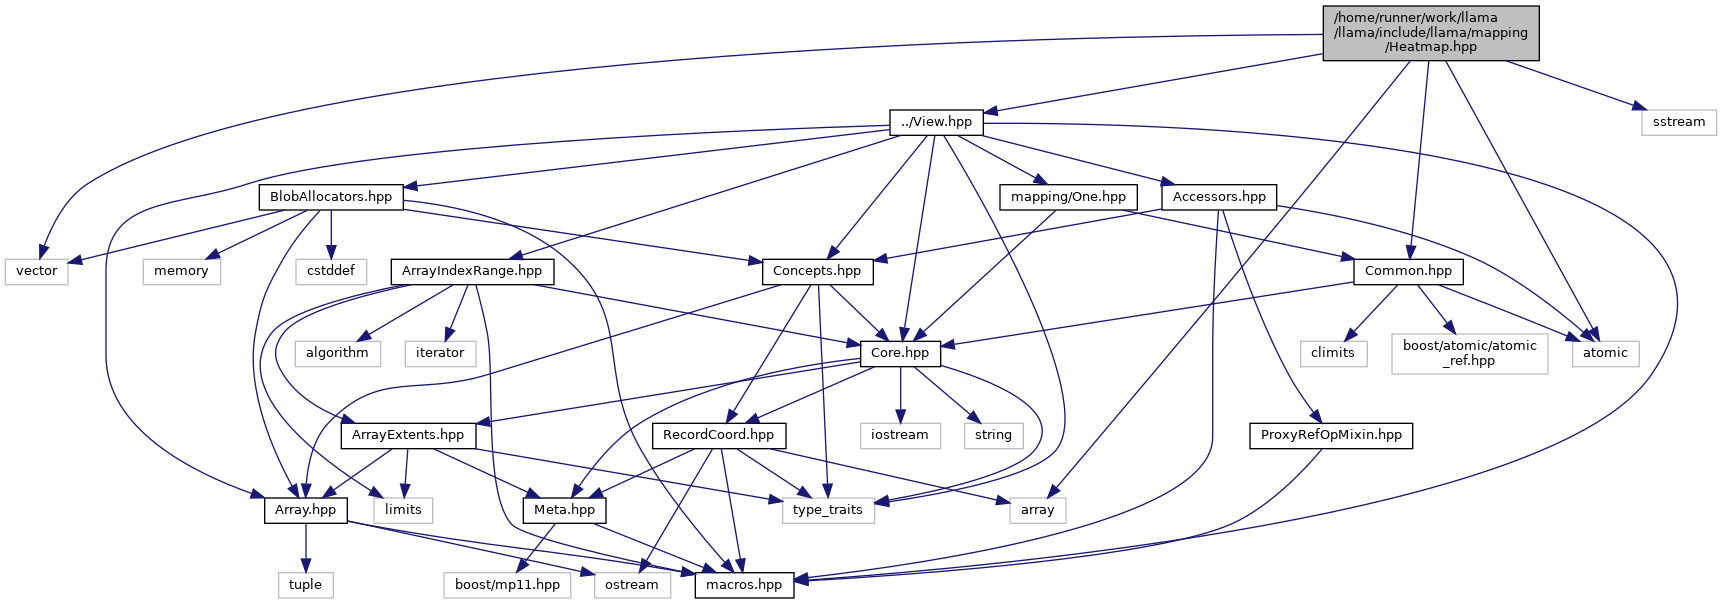 /home/runner/work/llama
/llama/include/llama/mapping
/Heatmap.hpp
../View.hpp
sstream
BlobAllocators.hpp
mapping/One.hpp
Accessors.hpp
vector
memory
cstddef
ArrayIndexRange.hpp
Concepts.hpp
Common.hpp
algorithm
iterator
Core.hpp
climits
boost/atomic/atomic
_ref.hpp
atomic
ArrayExtents.hpp
RecordCoord.hpp
iostream
string
ProxyRefOpMixin.hpp
Array.hpp
limits
Meta.hpp
type_traits
array
tuple
boost/mp11.hpp
ostream
macros.hpp